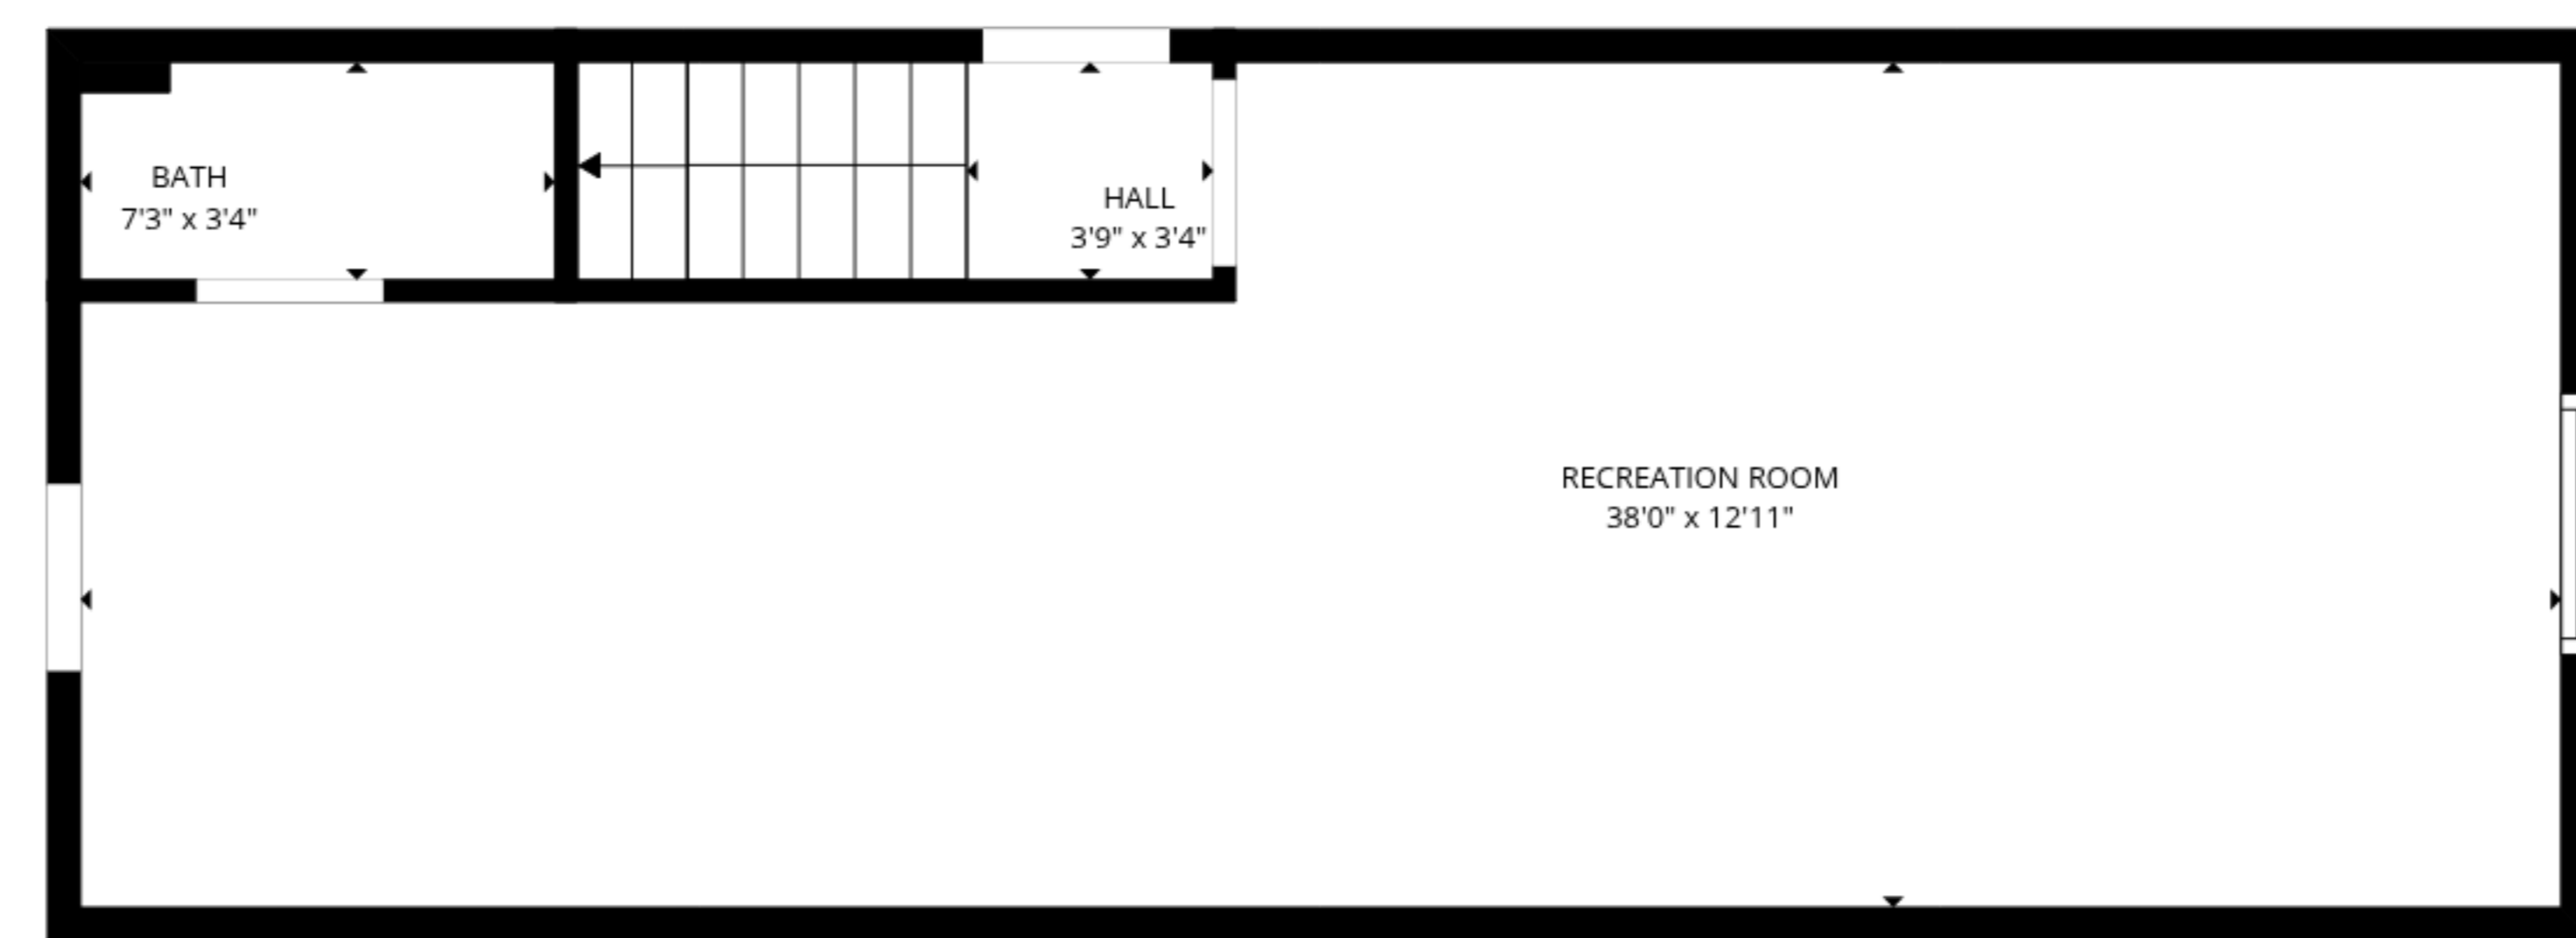 BATH
7'3" x 3'4"
HALL
3'9" x 3'4"
RECREATION ROOM
38'0" x 12'11"